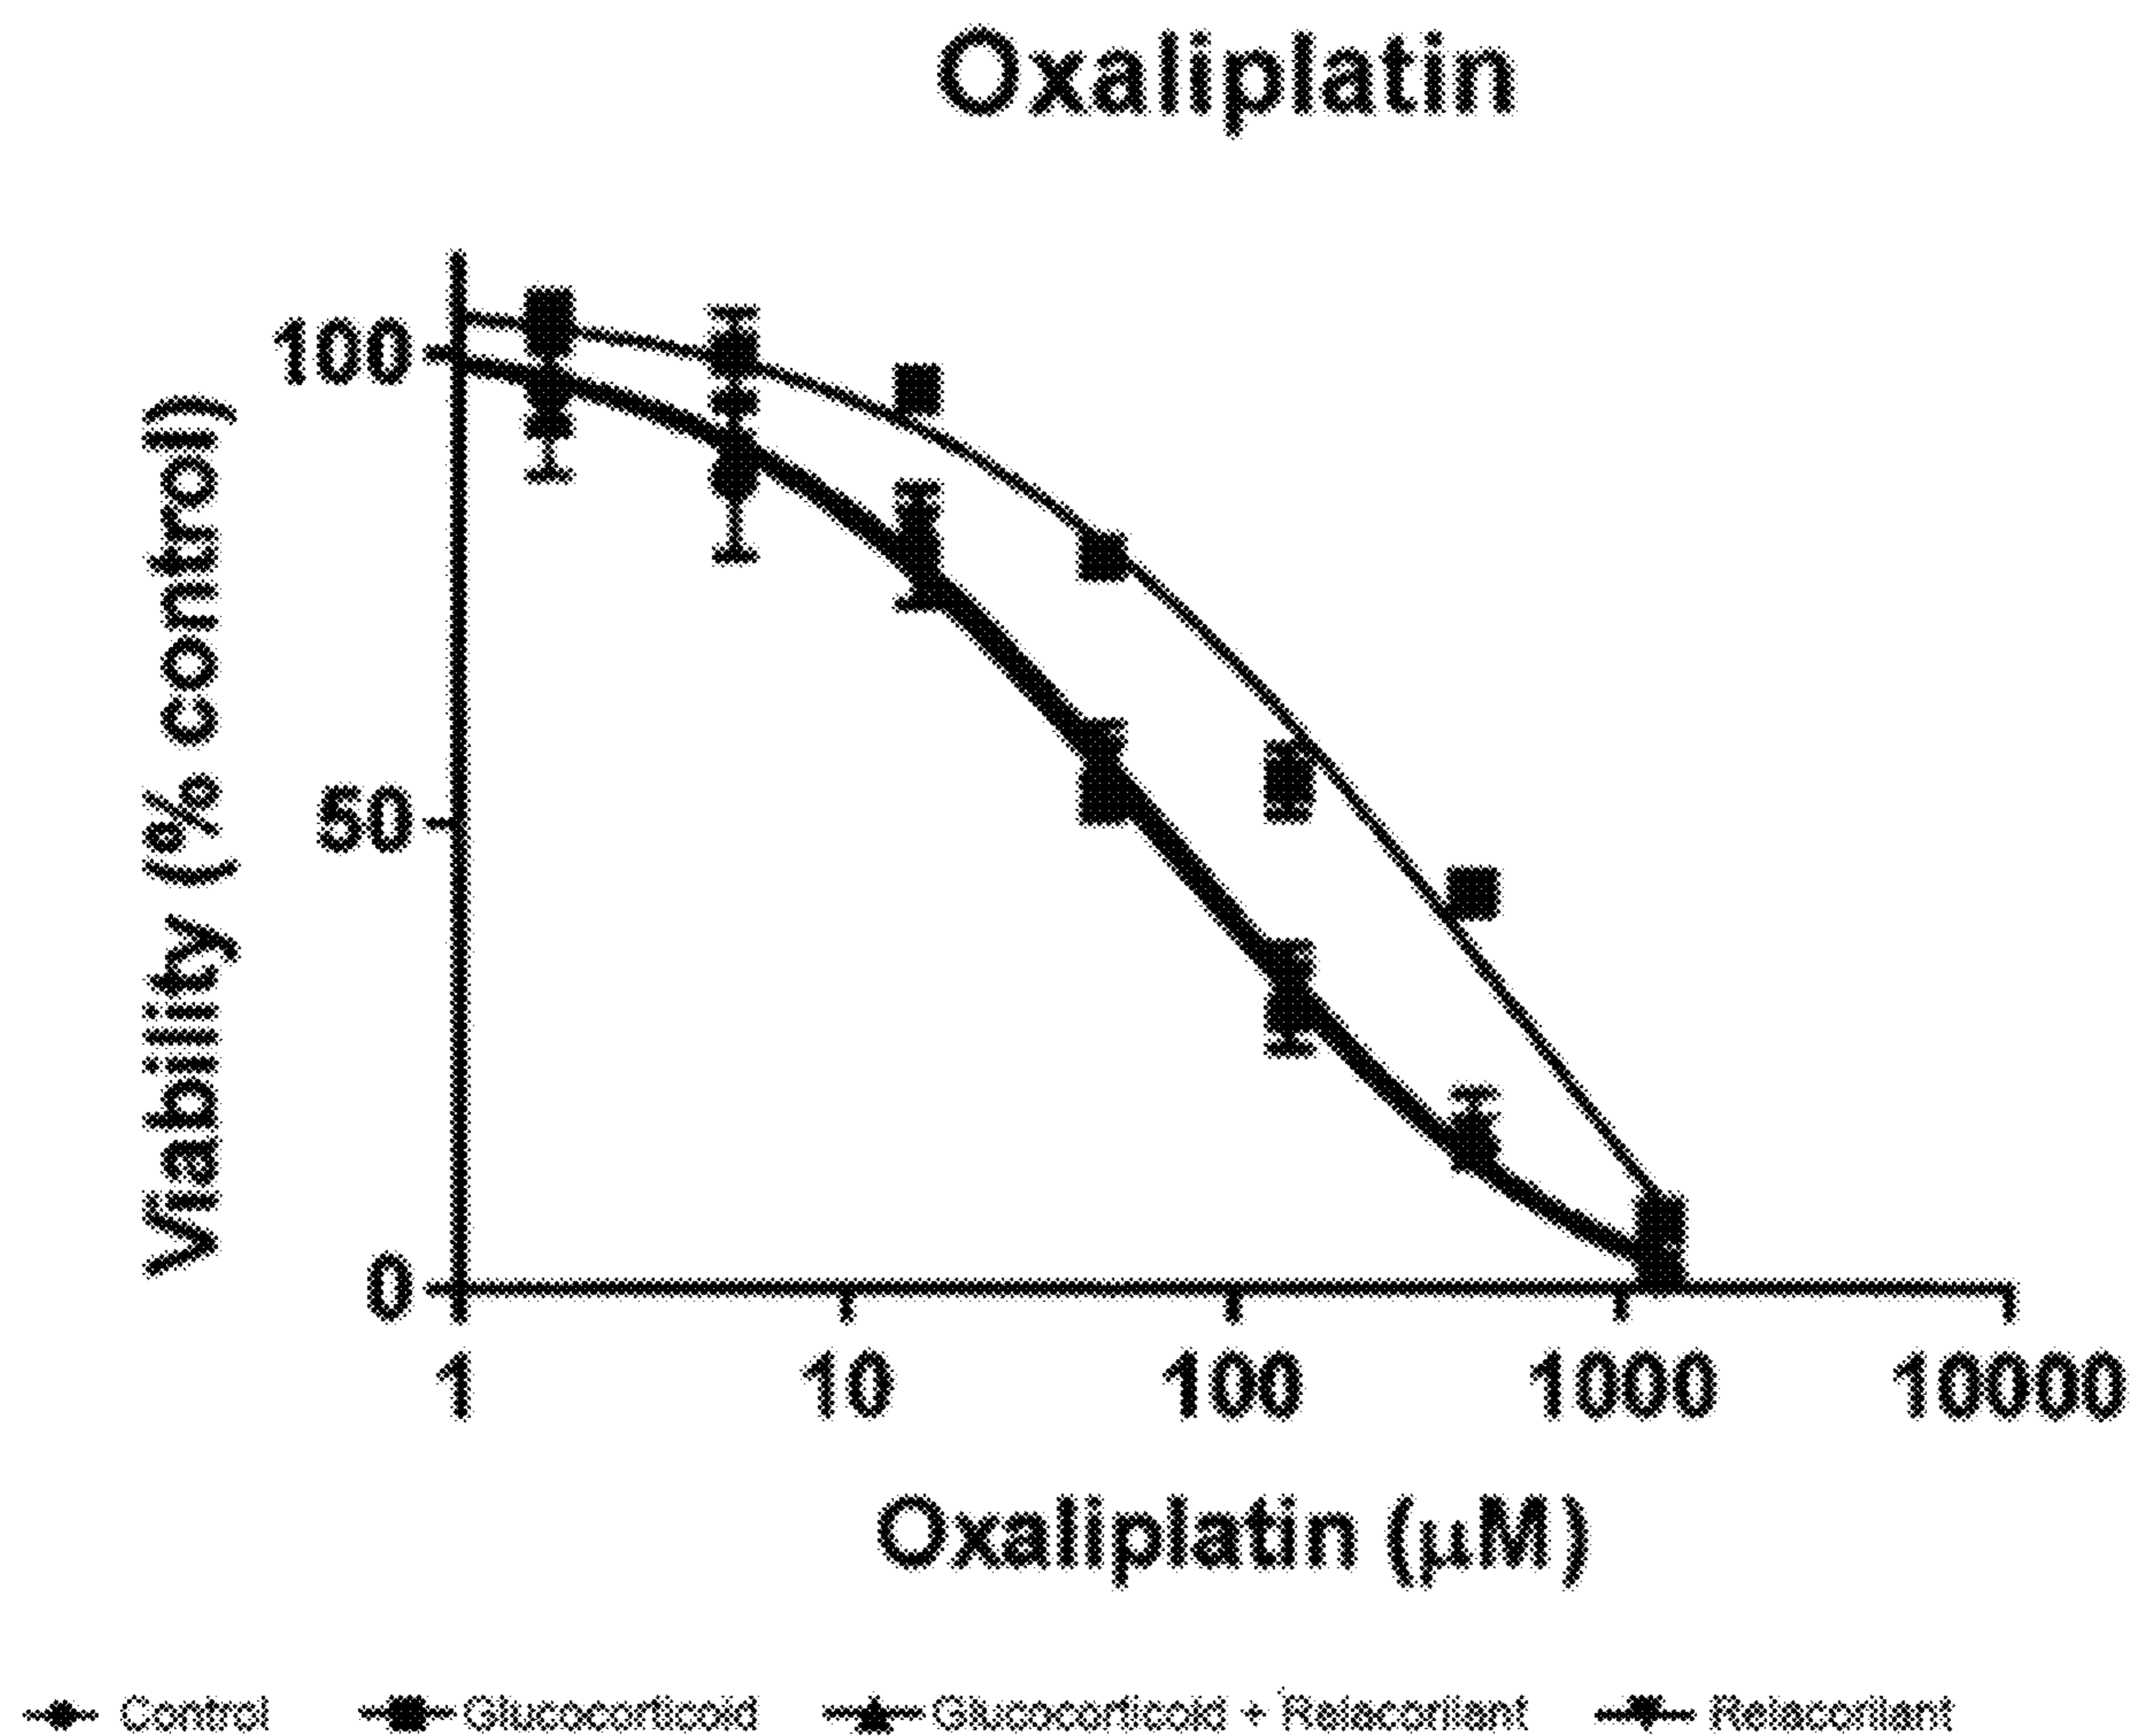 Oxaliplatin
Viability (% control)
100
50
0
1 10 100 1000 10000
Oxaliplatin (μM)
Control Glucocorticoid Glucocorticoid + Relacorilant Relacorilant